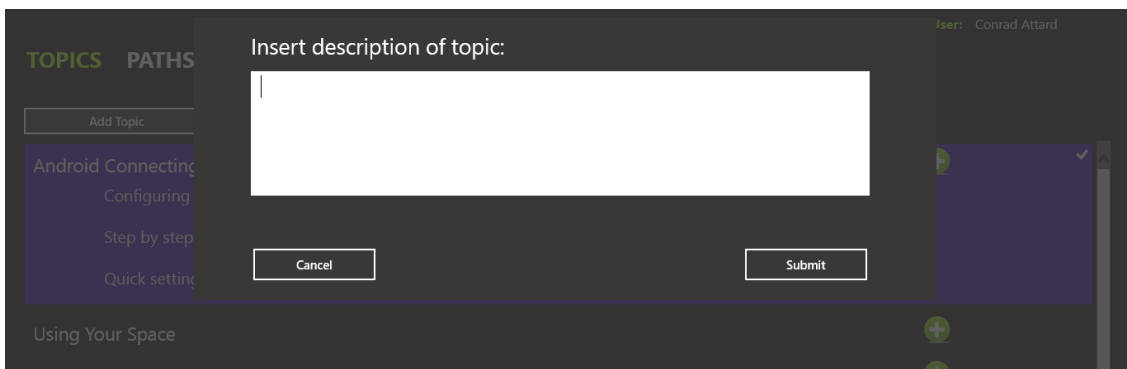 User: Conrad Attard
Insert description of topic:
TOPICS PATHS
Add Topic
Android Connecting
Configuring
Step by step
Quick setting
Cancel Submit
Using Your Space